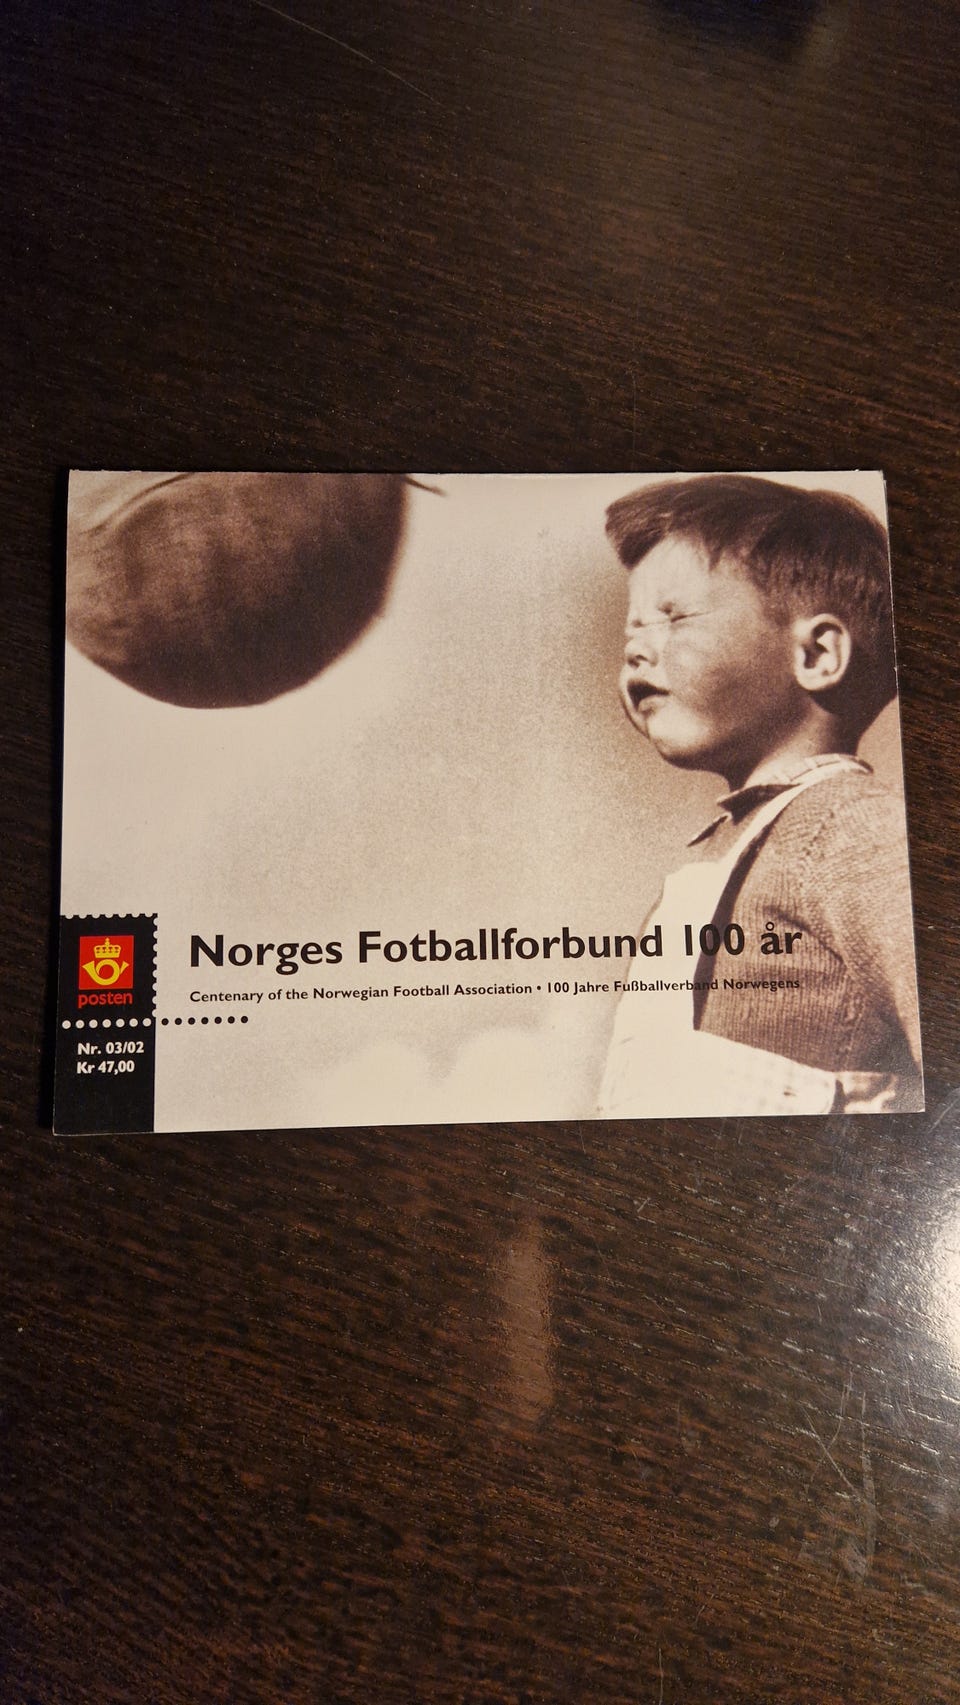 Norges Fotballforbund 100 år
Centenary of the Norwegian Football Association • 100 Jahre Fußballverband Norwegens
posten
Nr. 03/02
Kr 47,00